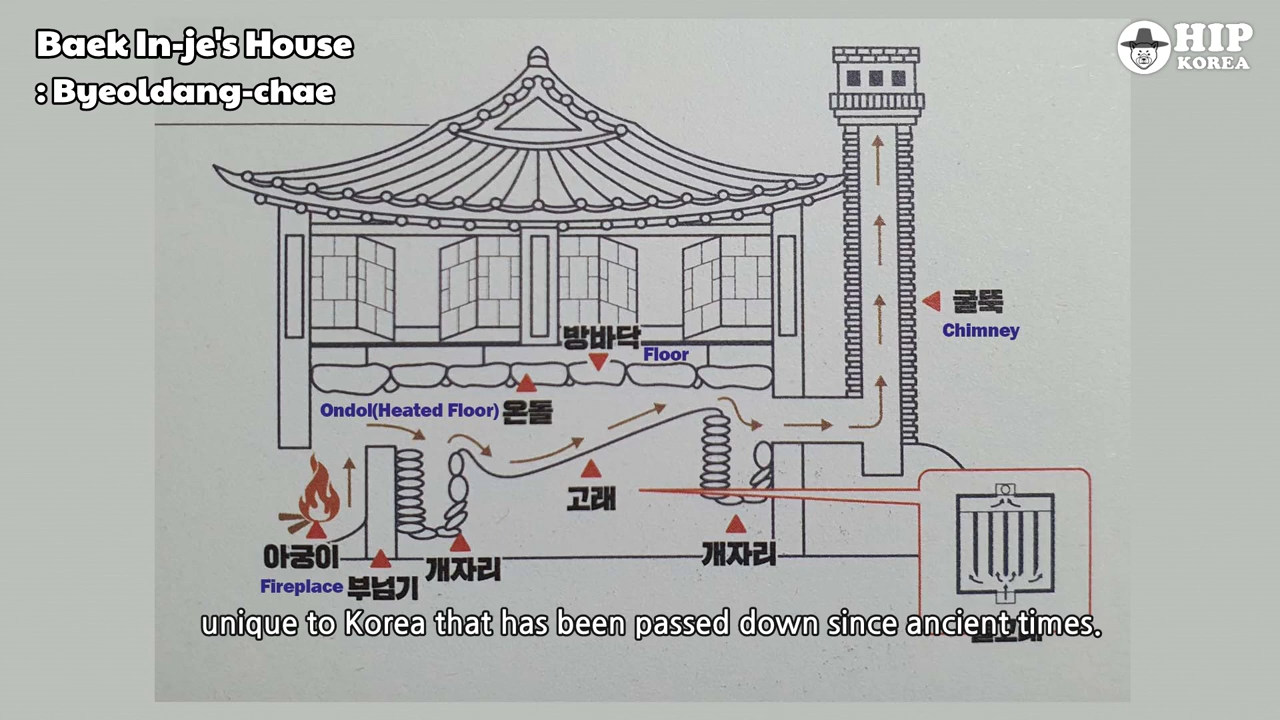 Baek In-je's House
: Byeoldang-chae
HIP
KOREA
굴뚝
Chimney
방바닥
Floor
Ondol(Heated Floor)
온돌
고래
아궁이
Fireplace
부넘기
개자리
개자리
unique to Korea that has been passed down since ancient times.